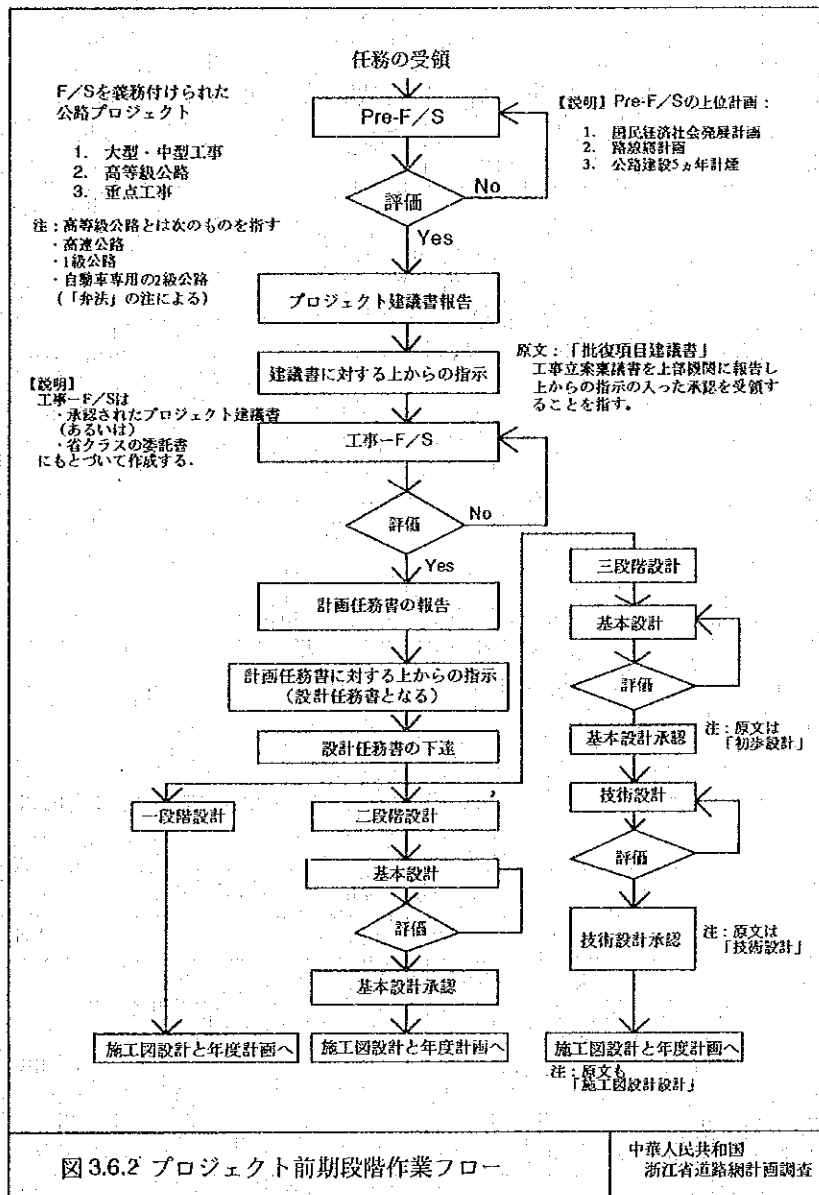 任務の受領
F/Sを義務付けられた
公路プロジェクト
1. 大型・中型工事
2. 高等級公路
3. 重点工事
注：高等級公路とは次のものを指す
・高速公路
・1級公路
・自動車専用の2級公路
(「弁法」の注による)
Pre-F/S
【説明】Pre-F/Sの上位計画：
1. 国民経済社会発展計画
2. 路線網計画
3. 公路建設5ヵ年計画
評価
No
Yes
プロジェクト建議書報告
建議書に対する上からの指示
原文：「批復項目建議書」
工事立案稟議書を上部機関に報告し
上からの指示の入った承認を受領す
ることを指す。
【説明】
工事ーF/Sは
・承認されたプロジェクト建議書
(あるいは)
・省クラスの委託書
にもとづいて作成する.
工事ーF/S
評価
No
Yes
計画任務書の報告
計画任務書に対する上からの指示
(設計任務書となる)
設計任務書の下達
一段階設計
二段階設計
基本設計
評価
基本設計承認
三段階設計
基本設計
評価
基本設計承認
注：原文は
「初歩設計」
技術設計
評価
技術設計承認
注：原文は
「技術設計」
施工図設計と年度計画へ
施工図設計と年度計画へ
施工図設計と年度計画へ
注：原文も
「施工図設計設計」
図3.6.2 プロジェクト前期段階作業フロー
中華人民共和国
浙江省道路網計画調査